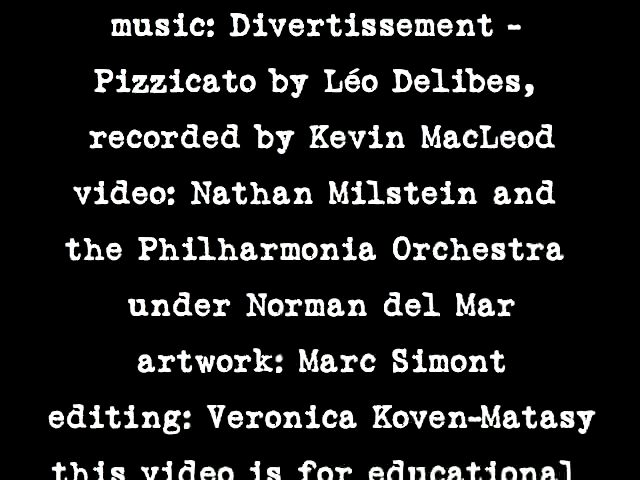 music: Divertissement -
Pizzicato by Léo Delibes,
recorded by Kevin MacLeod
video: Nathan Milstein and
the Philharmonia Orchestra
under Norman del Mar
artwork: Marc Simont
editing: Veronica Koven-Matasy
this video is for educational